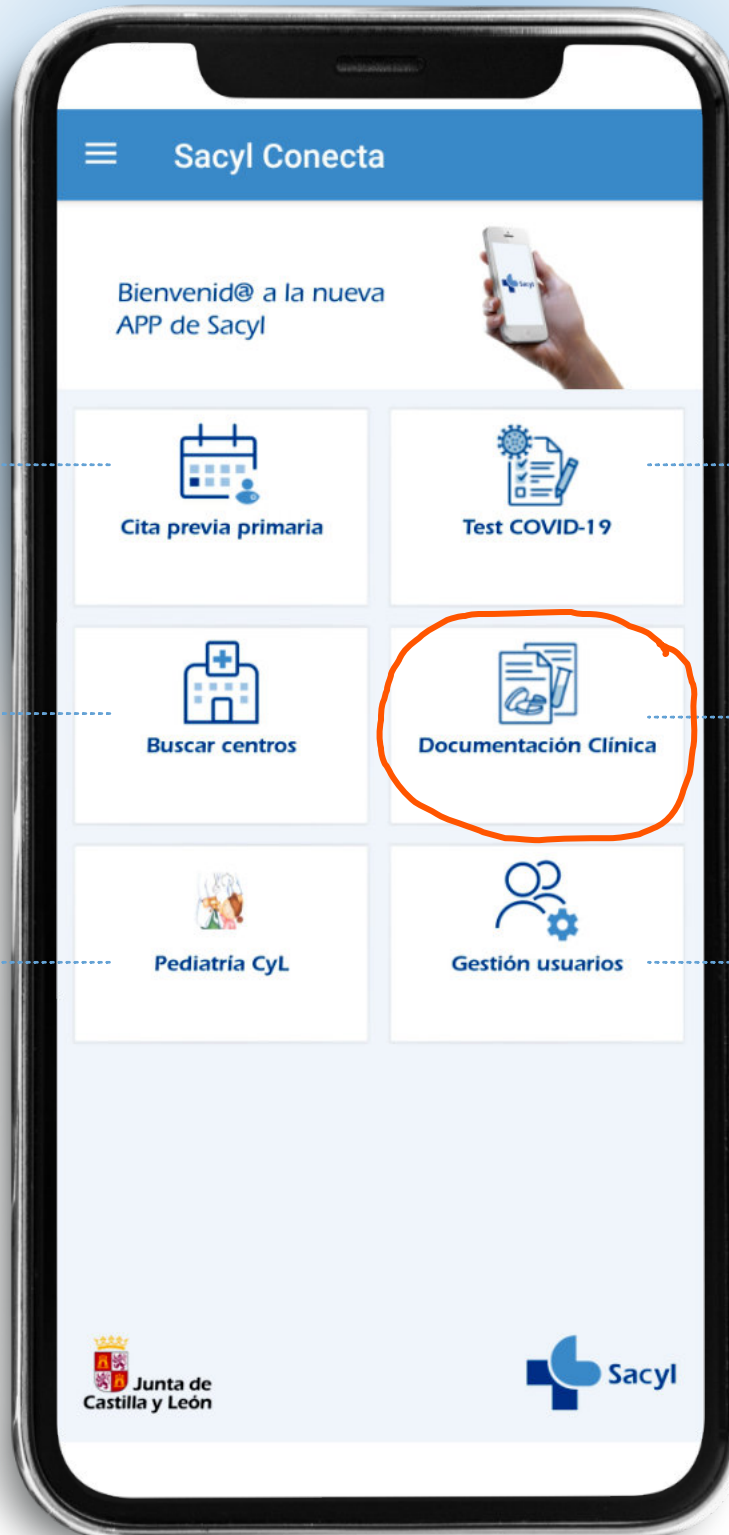 Sacyl Conecta
Bienvenid@ a la nueva
APP de Sacyl
Sacyl
Cita previa primaria
Test COVID-19
Buscar centros
Documentación Clínica
Pediatría CyL
Gestión usuarios
Junta de
Castilla y León
Sacyl